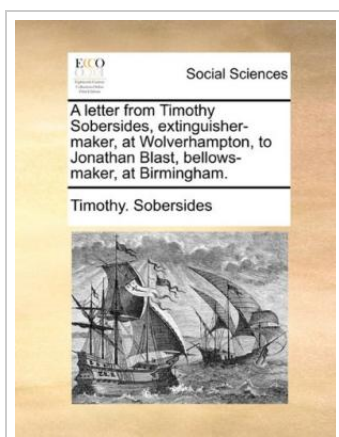 ECCO
Social Sciences
A letter from Timothy
Sobersides, extinguisher-
maker, at Wolverhampton, to
Jonathan Blast, bellows-
maker, at Birmingham.
Timothy. Sobersides